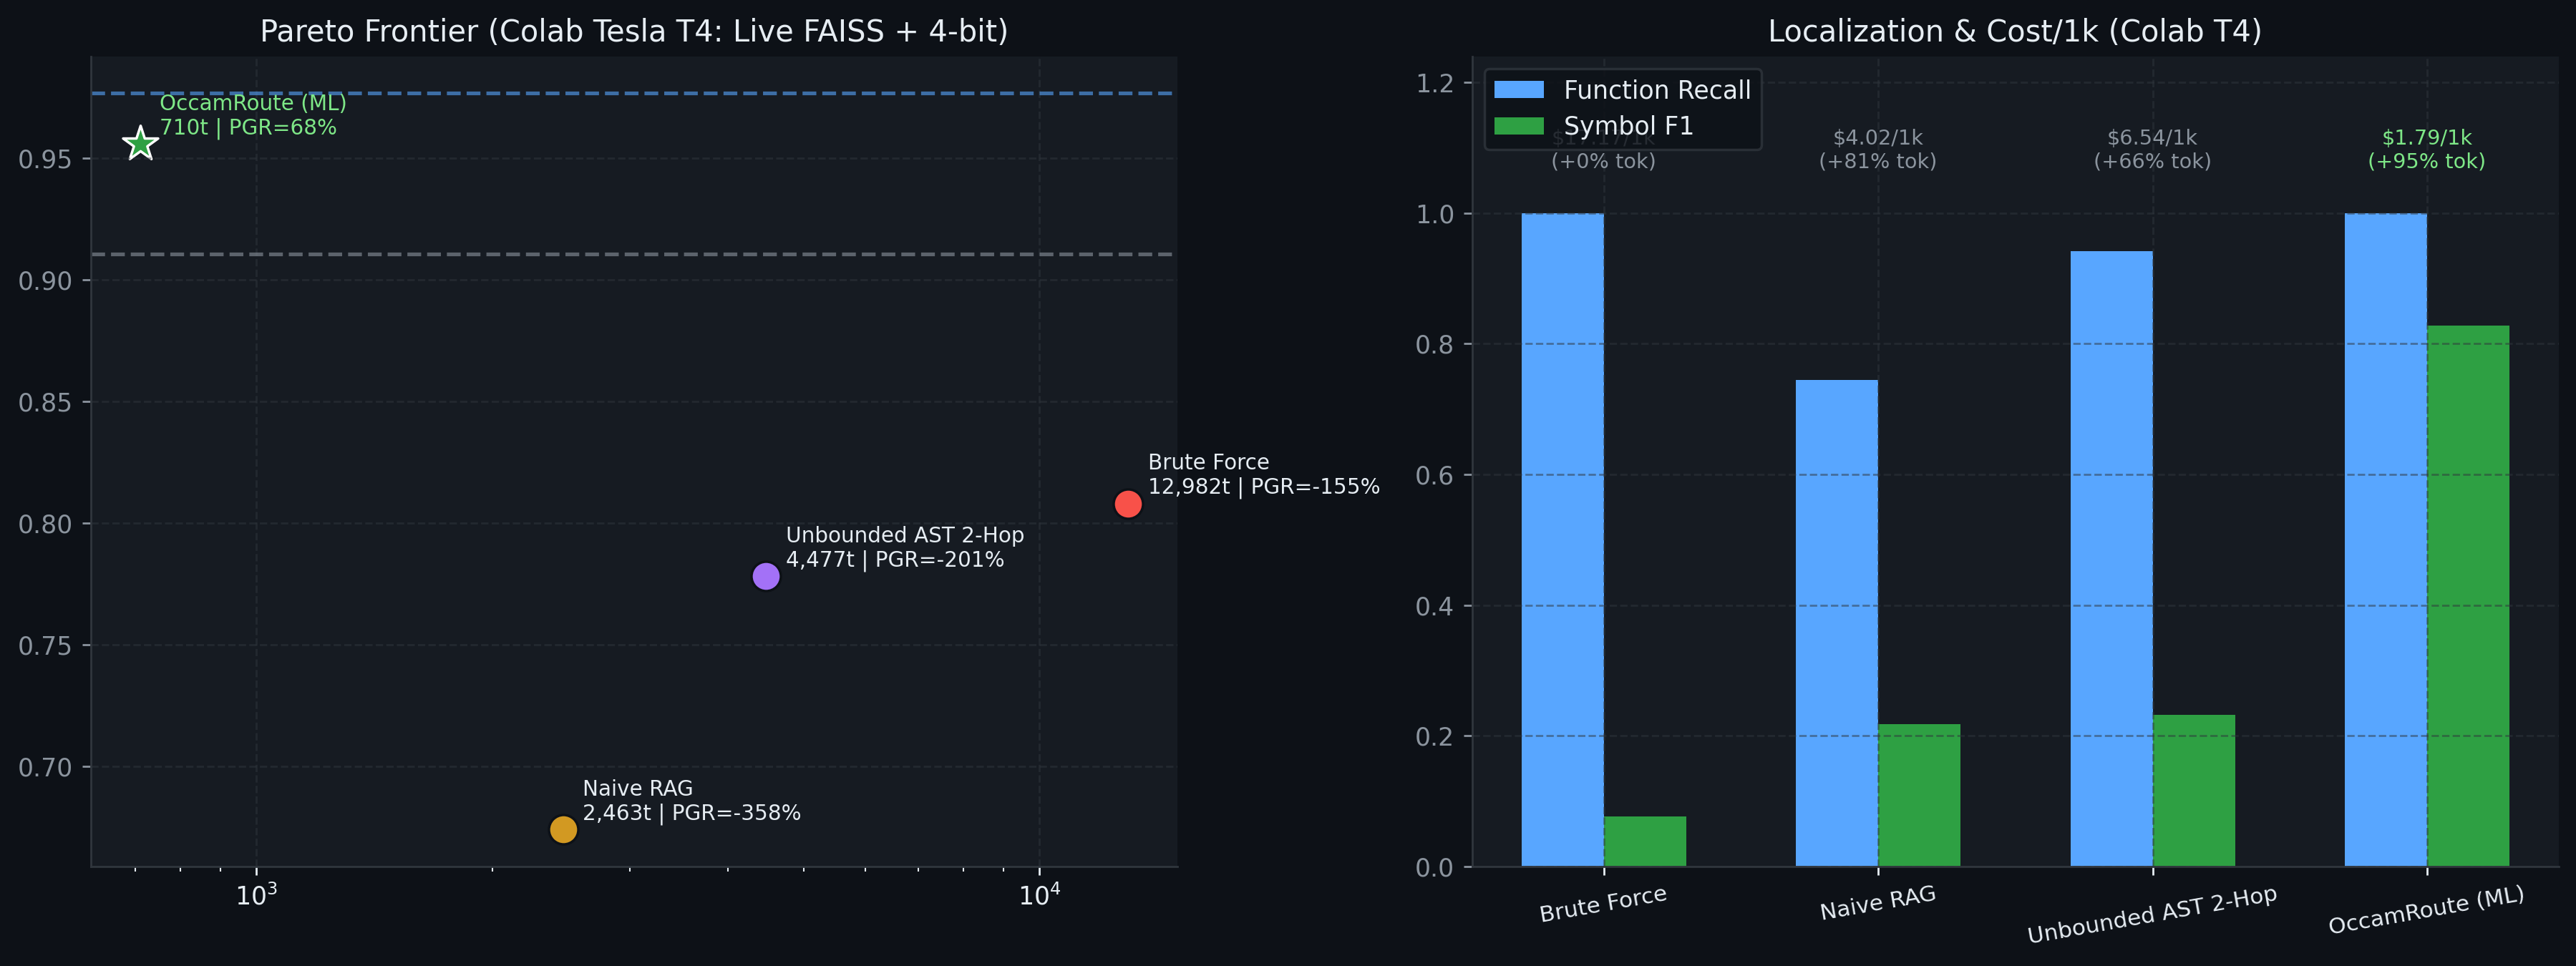 Pareto Frontier (Colab Tesla T4: Live FAISS + 4-bit)
OccamRoute (ML)
710t | PGR=68%
Brute Force
12,982t | PGR=-155%
Unbounded AST 2-Hop
4,477t | PGR=-201%
Naive RAG
2,463t | PGR=-358%
0.95
0.90
0.85
0.80
0.75
0.70
10³
10⁴
Localization & Cost/1k (Colab T4)
Function Recall
Symbol F1
$17.17/1k
(+0% tok)
$4.02/1k
(+81% tok)
$6.54/1k
(+66% tok)
$1.79/1k
(+95% tok)
1.2
1.0
0.8
0.6
0.4
0.2
0.0
Brute Force
Naive RAG
Unbounded AST 2-Hop
OccamRoute (ML)